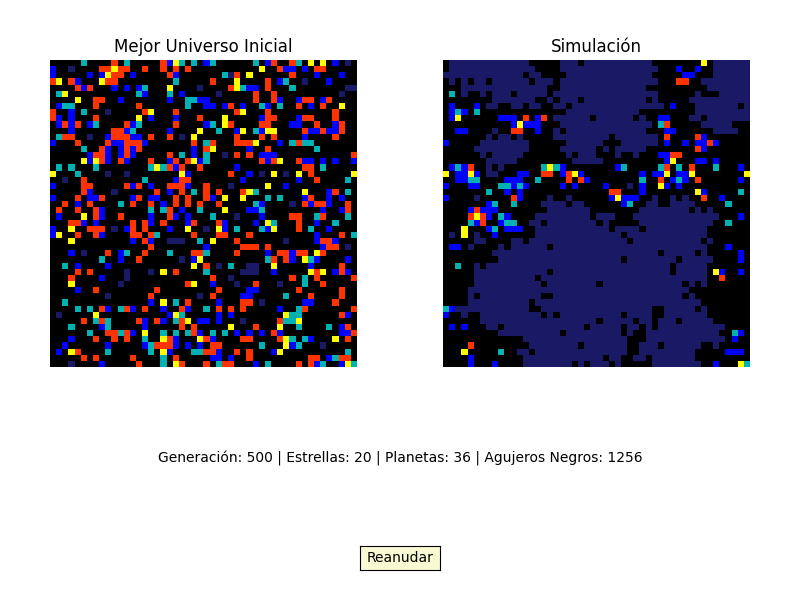 Mejor Universo Inicial
Simulación
Generación: 500 | Estrellas: 20 | Planetas: 36 | Agujeros Negros: 1256
Reanudar